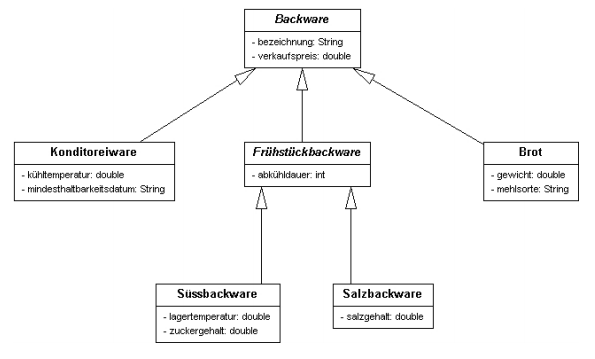 Backware
- bezeichnung: String
- verkaufspreis: double
Konditoreiware
- kühltemperatur: double
- mindesthaltbarkeitsdatum: String
Frühstückbackware
- abkühldauer: int
Brot
- gewicht: double
- mehlsorte: String
Süssbackware
- lagertemperatur: double
- zuckergehalt: double
Salzbackware
- salzgehalt: double